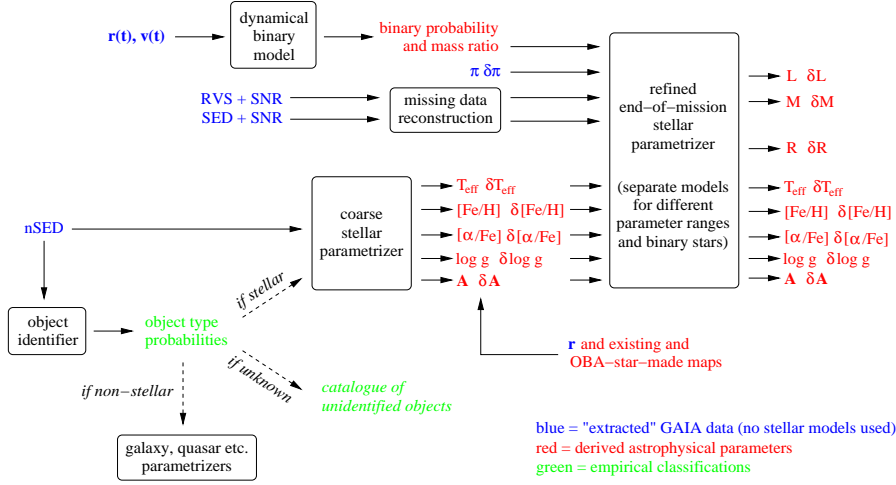 r(t), v(t)
dynamical
binary
model
binary probability
and mass ratio
π δπ
RVS + SNR
SED + SNR
missing data
reconstruction
refined
end−of−mission
stellar
parametrizer
(separate models
for different
parameter ranges
and binary stars)
L δL
M δM
R δR
T_eff δT_eff
[Fe/H] δ[Fe/H]
[α/Fe] δ[α/Fe]
log g δlog g
A δA
nSED
coarse
stellar
parametrizer
T_eff δT_eff
[Fe/H] δ[Fe/H]
[α/Fe] δ[α/Fe]
log g δlog g
A δA
if stellar
object
identifier
object type
probabilities
r and existing and
OBA−star−made maps
if non−stellar
if unknown
catalogue of
unidentified objects
galaxy, quasar etc.
parametrizers
blue = "extracted" GAIA data (no stellar models used)
red = derived astrophysical parameters
green = empirical classifications